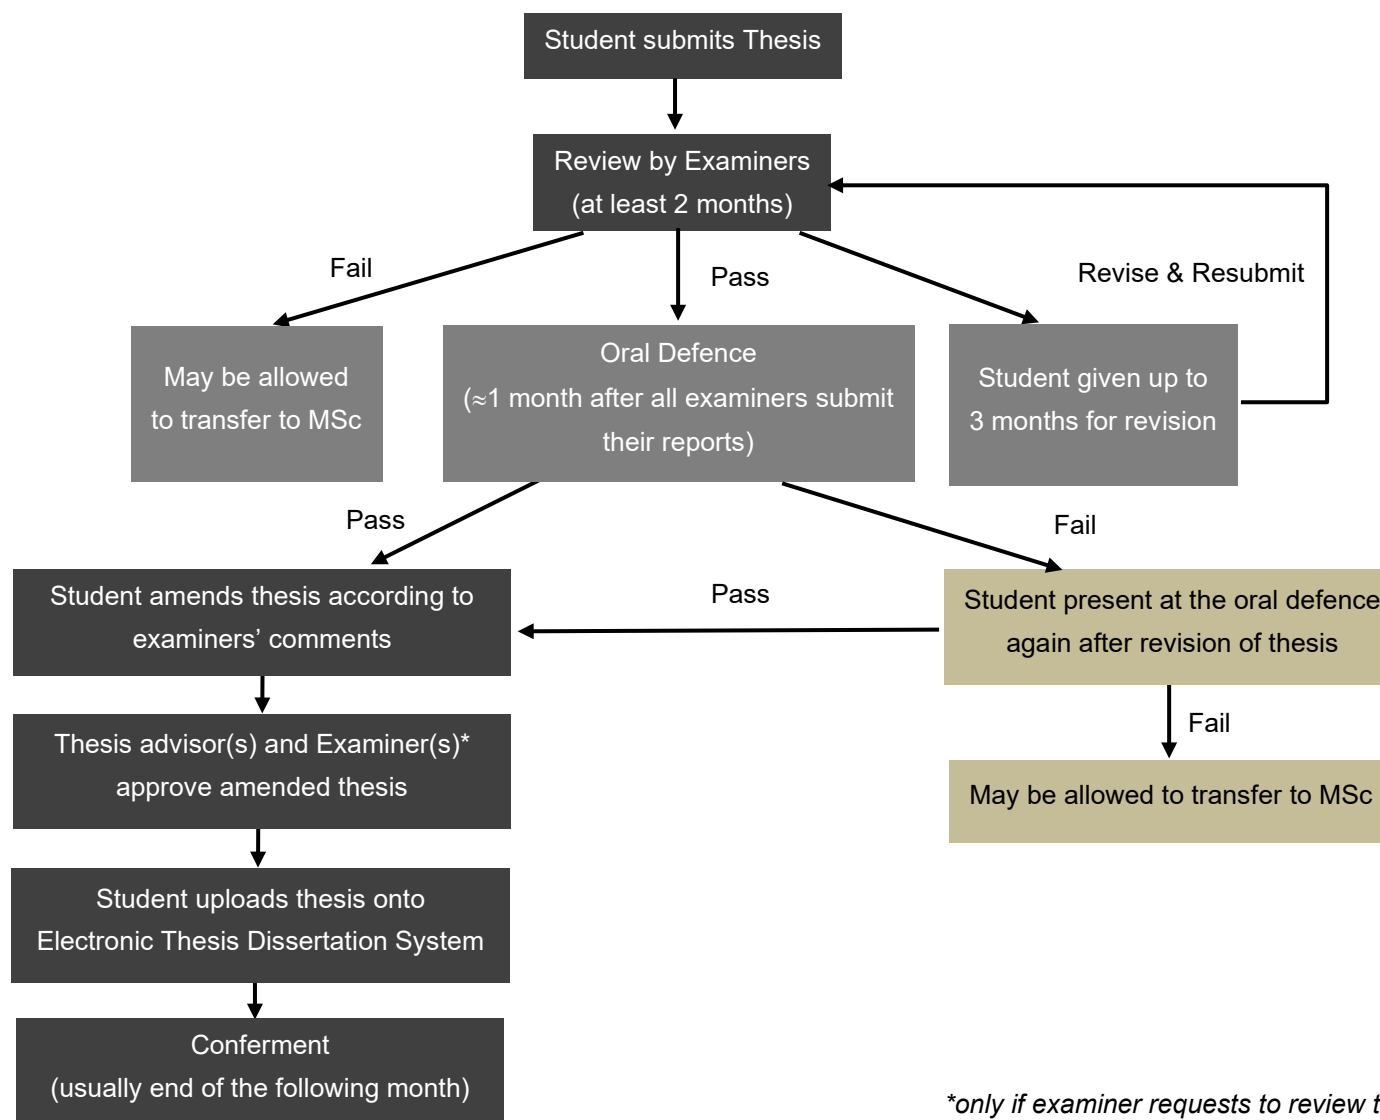 Student submits Thesis
Review by Examiners
(at least 2 months)
Fail
Pass
Revise & Resubmit
May be allowed
to transfer to MSc
Oral Defence
(≈1 month after all examiners submit
their reports)
Student given up to
3 months for revision
Pass
Fail
Student amends thesis according to
examiners’ comments
Pass
Student present at the oral defence
again after revision of thesis
Thesis advisor(s) and Examiner(s)*
approve amended thesis
Fail
May be allowed to transfer to MSc
Student uploads thesis onto
Electronic Thesis Dissertation System
Conferment
(usually end of the following month)
*only if examiner requests to review